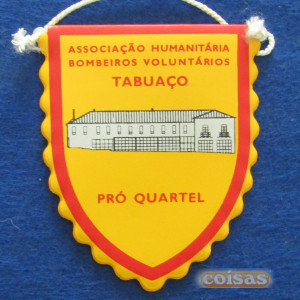 ASSOCIAÇÃO HUMANITÁRIA
BOMBEIROS VOLUNTÁRIOS
TABUAÇO
PRÓ QUARTEL
coisas